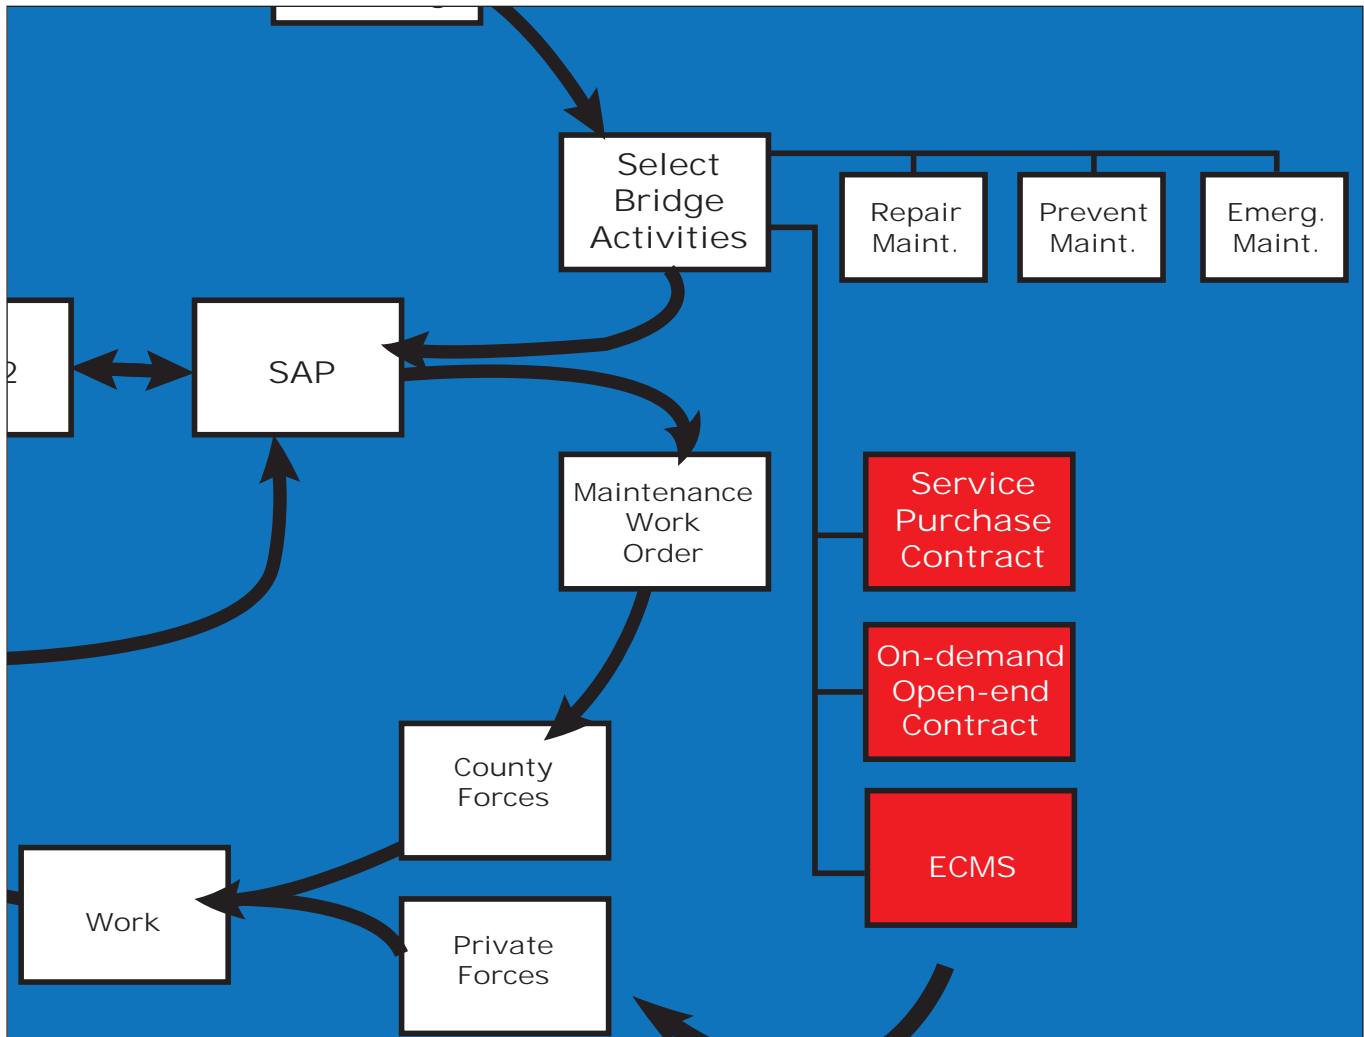 Select
Bridge
Activities
Repair
Maint.
Prevent
Maint.
Emerg.
Maint.
2
SAP
Maintenance
Work
Order
Service
Purchase
Contract
On-demand
Open-end
Contract
County
Forces
ECMS
Work
Private
Forces